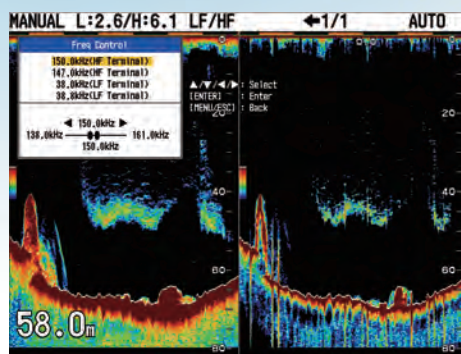 MANUAL L:2.6/H:6.1 LF/HF ←1/1 AUTO
Freq Control
150.0kHz(HF Terminal)
147.0kHz(HF Terminal)
38.0kHz(LF Terminal)
38.8kHz(LF Terminal)
▲/▼/◀/▶: Select
[ENTER] : Enter
[MENU/ESC] : Back
◀ 150.0kHz ▶
138.0kHz 161.0kHz
150.0kHz
0 0
20 20
40 40
60 60
80 80
58.0m